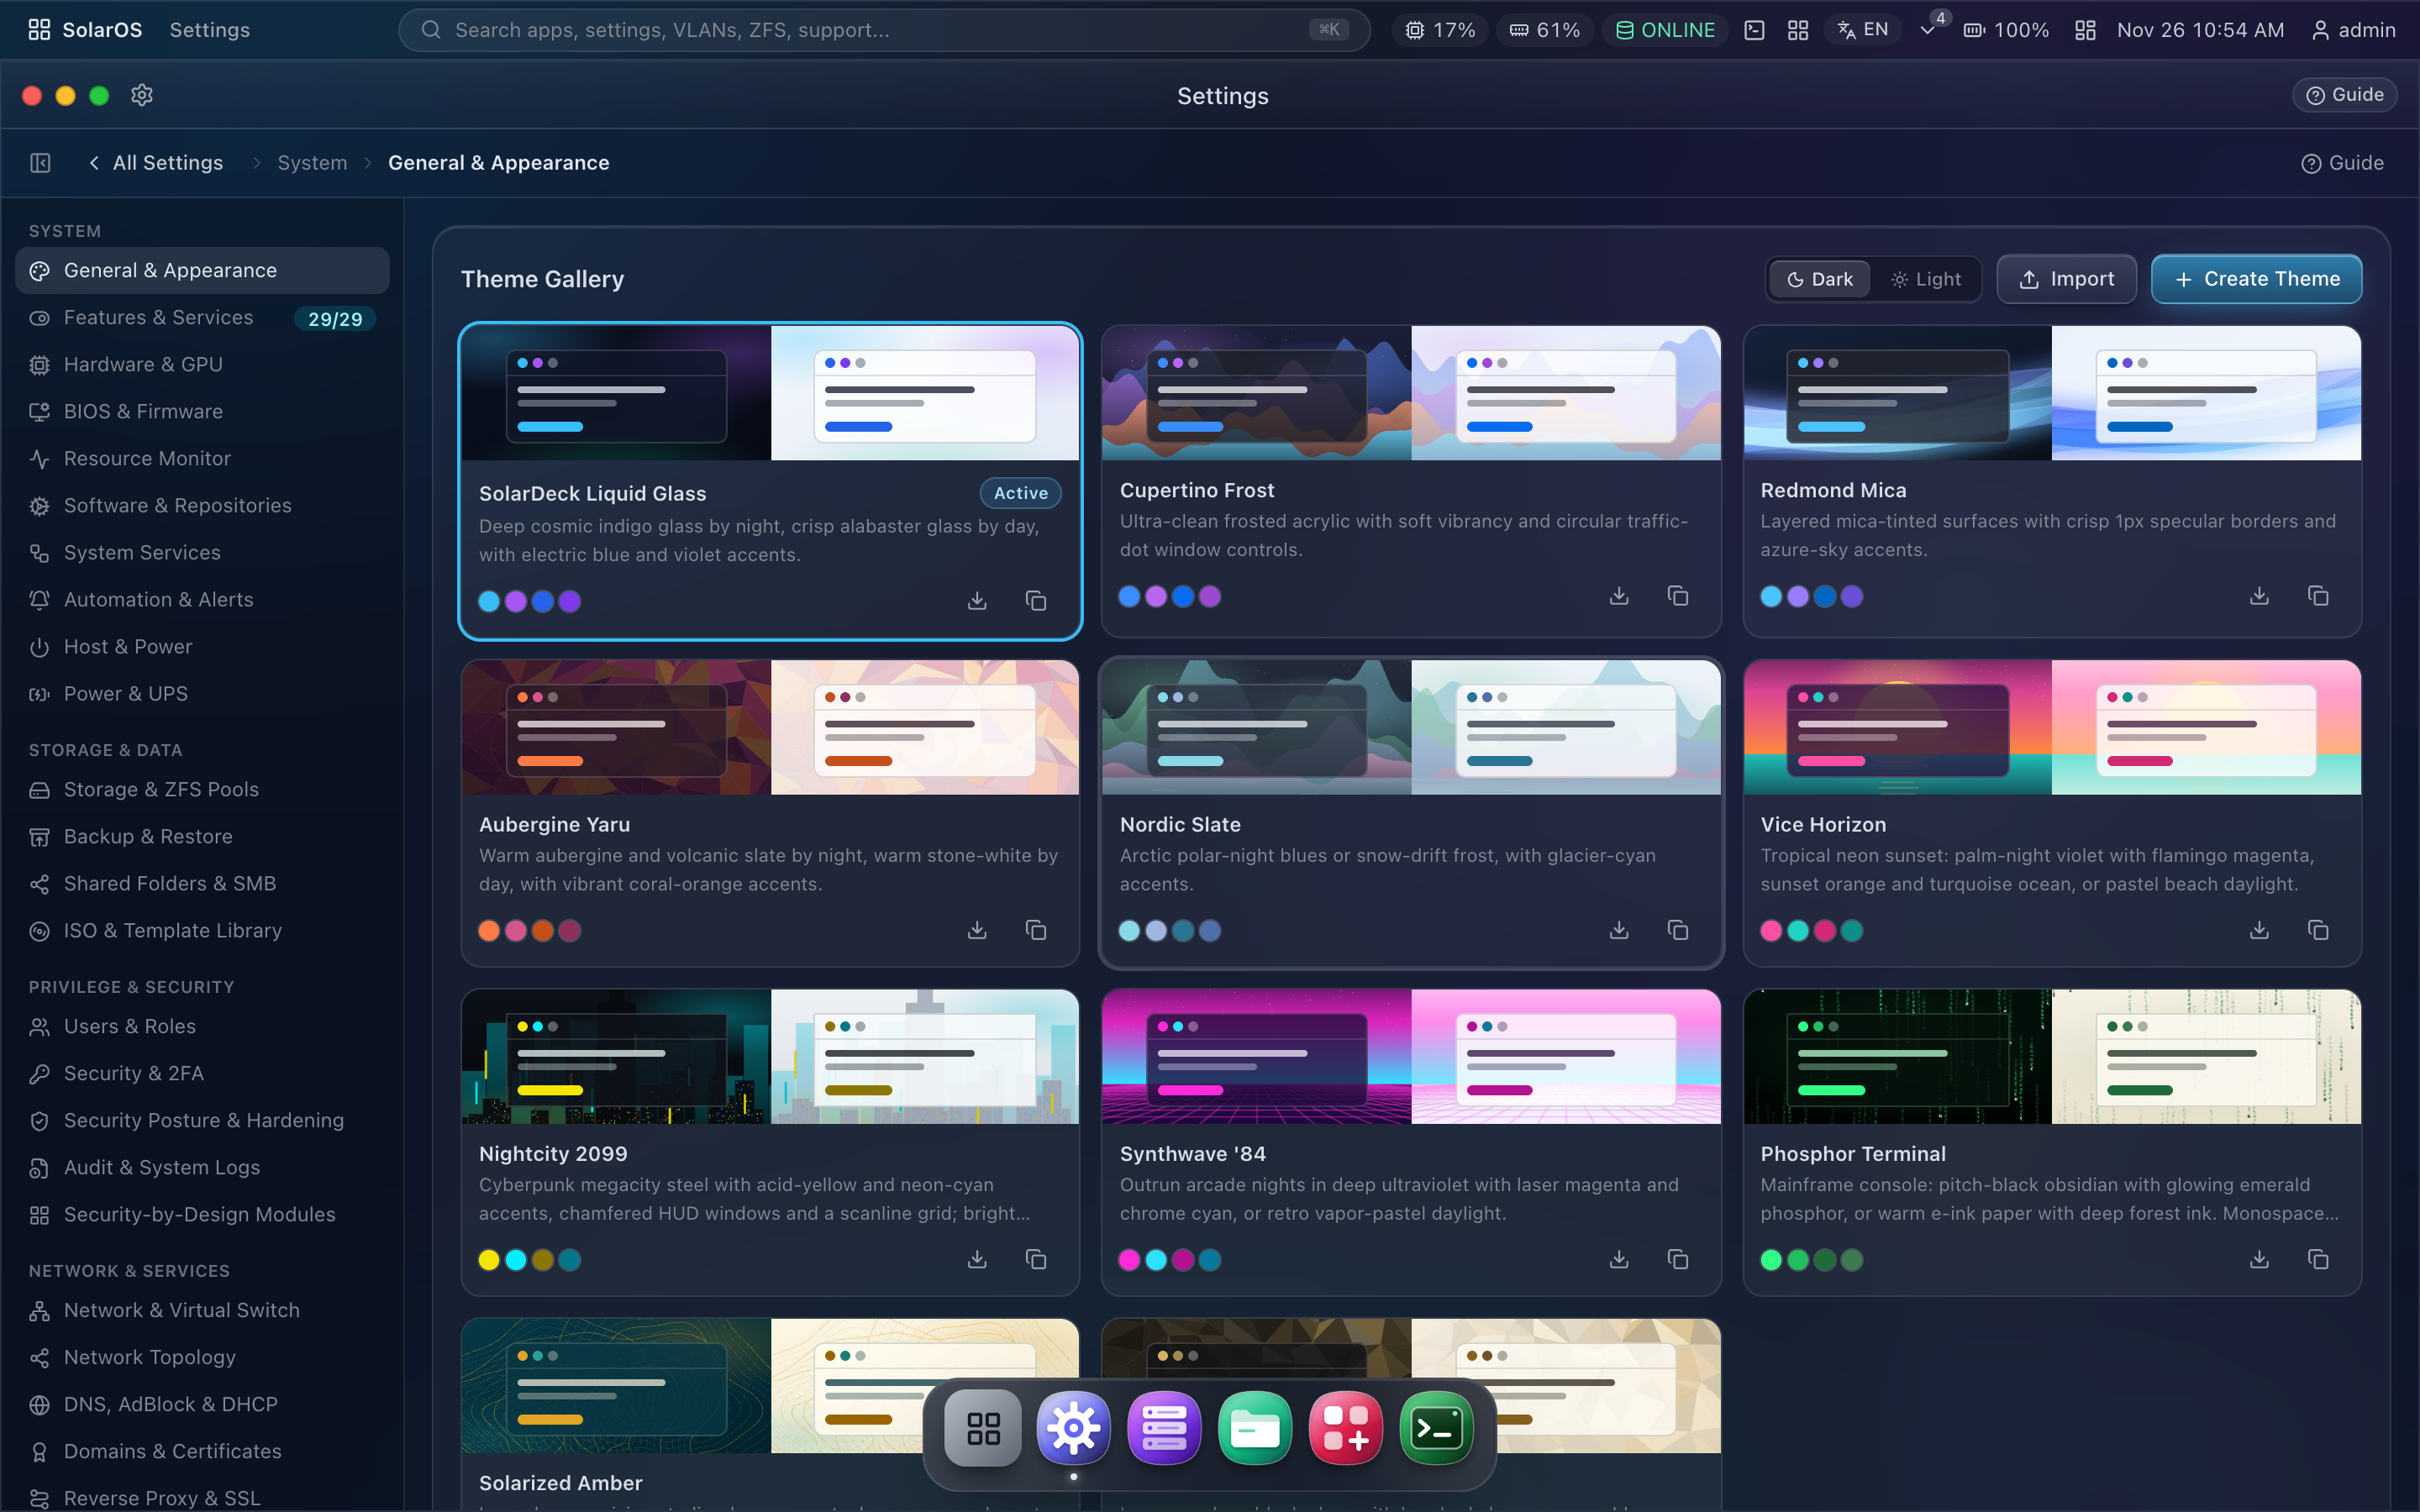 SolarOS Settings Search apps, settings, VLANs, ZFS, support... ⌘K 17% 61% ONLINE EN 4 100% Nov 26 10:54 AM admin
Settings Guide
All Settings System General & Appearance Guide
SYSTEM
General & Appearance
Features & Services 29/29
Hardware & GPU
BIOS & Firmware
Resource Monitor
Software & Repositories
System Services
Automation & Alerts
Host & Power
Power & UPS
STORAGE & DATA
Storage & ZFS Pools
Backup & Restore
Shared Folders & SMB
ISO & Template Library
PRIVILEGE & SECURITY
Users & Roles
Security & 2FA
Security Posture & Hardening
Audit & System Logs
Security-by-Design Modules
NETWORK & SERVICES
Network & Virtual Switch
Network Topology
DNS, AdBlock & DHCP
Domains & Certificates
Reverse Proxy & SSL
Theme Gallery Dark Light Import Create Theme
SolarDeck Liquid Glass Active
Deep cosmic indigo glass by night, crisp alabaster glass by day,
with electric blue and violet accents.
Cupertino Frost
Ultra-clean frosted acrylic with soft vibrancy and circular traffic-
dot window controls.
Redmond Mica
Layered mica-tinted surfaces with crisp 1px specular borders and
azure-sky accents.
Aubergine Yaru
Warm aubergine and volcanic slate by night, warm stone-white by
day, with vibrant coral-orange accents.
Nordic Slate
Arctic polar-night blues or snow-drift frost, with glacier-cyan
accents.
Vice Horizon
Tropical neon sunset: palm-night violet with flamingo magenta,
sunset orange and turquoise ocean, or pastel beach daylight.
Nightcity 2099
Cyberpunk megacity steel with acid-yellow and neon-cyan
accents, chamfered HUD windows and a scanline grid; bright...
Synthwave '84
Outrun arcade nights in deep ultraviolet with laser magenta and
chrome cyan, or retro vapor-pastel daylight.
Phosphor Terminal
Mainframe console: pitch-black obsidian with glowing emerald
phosphor, or warm e-ink paper with deep forest ink. Monospace...
Solarized Amber